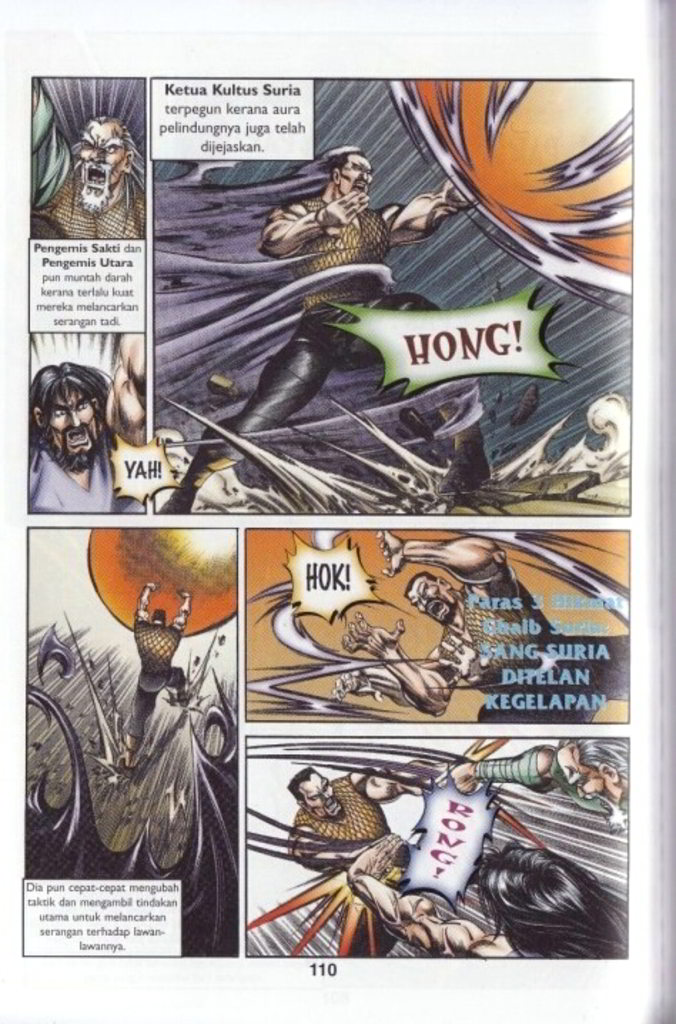 Ketua Kultus Suria
terpegun kerana aura
pelindungnya juga telah
dijejaskan.
Pengemis Sakti dan
Pengemis Utara
pun muntah darah
kerana terlalu kuat
mereka melancarkan
serangan tadi.
HONG!
YAH!
HOK!
Paras 3 Hikmat
Ghaib Suria:
SANG SURIA
DITELAN
KEGELAPAN
Dia pun cepat-cepat mengubah
taktik dan mengambil tindakan
utama untuk melancarkan
serangan terhadap lawan-
lawannya.
BONG!
110